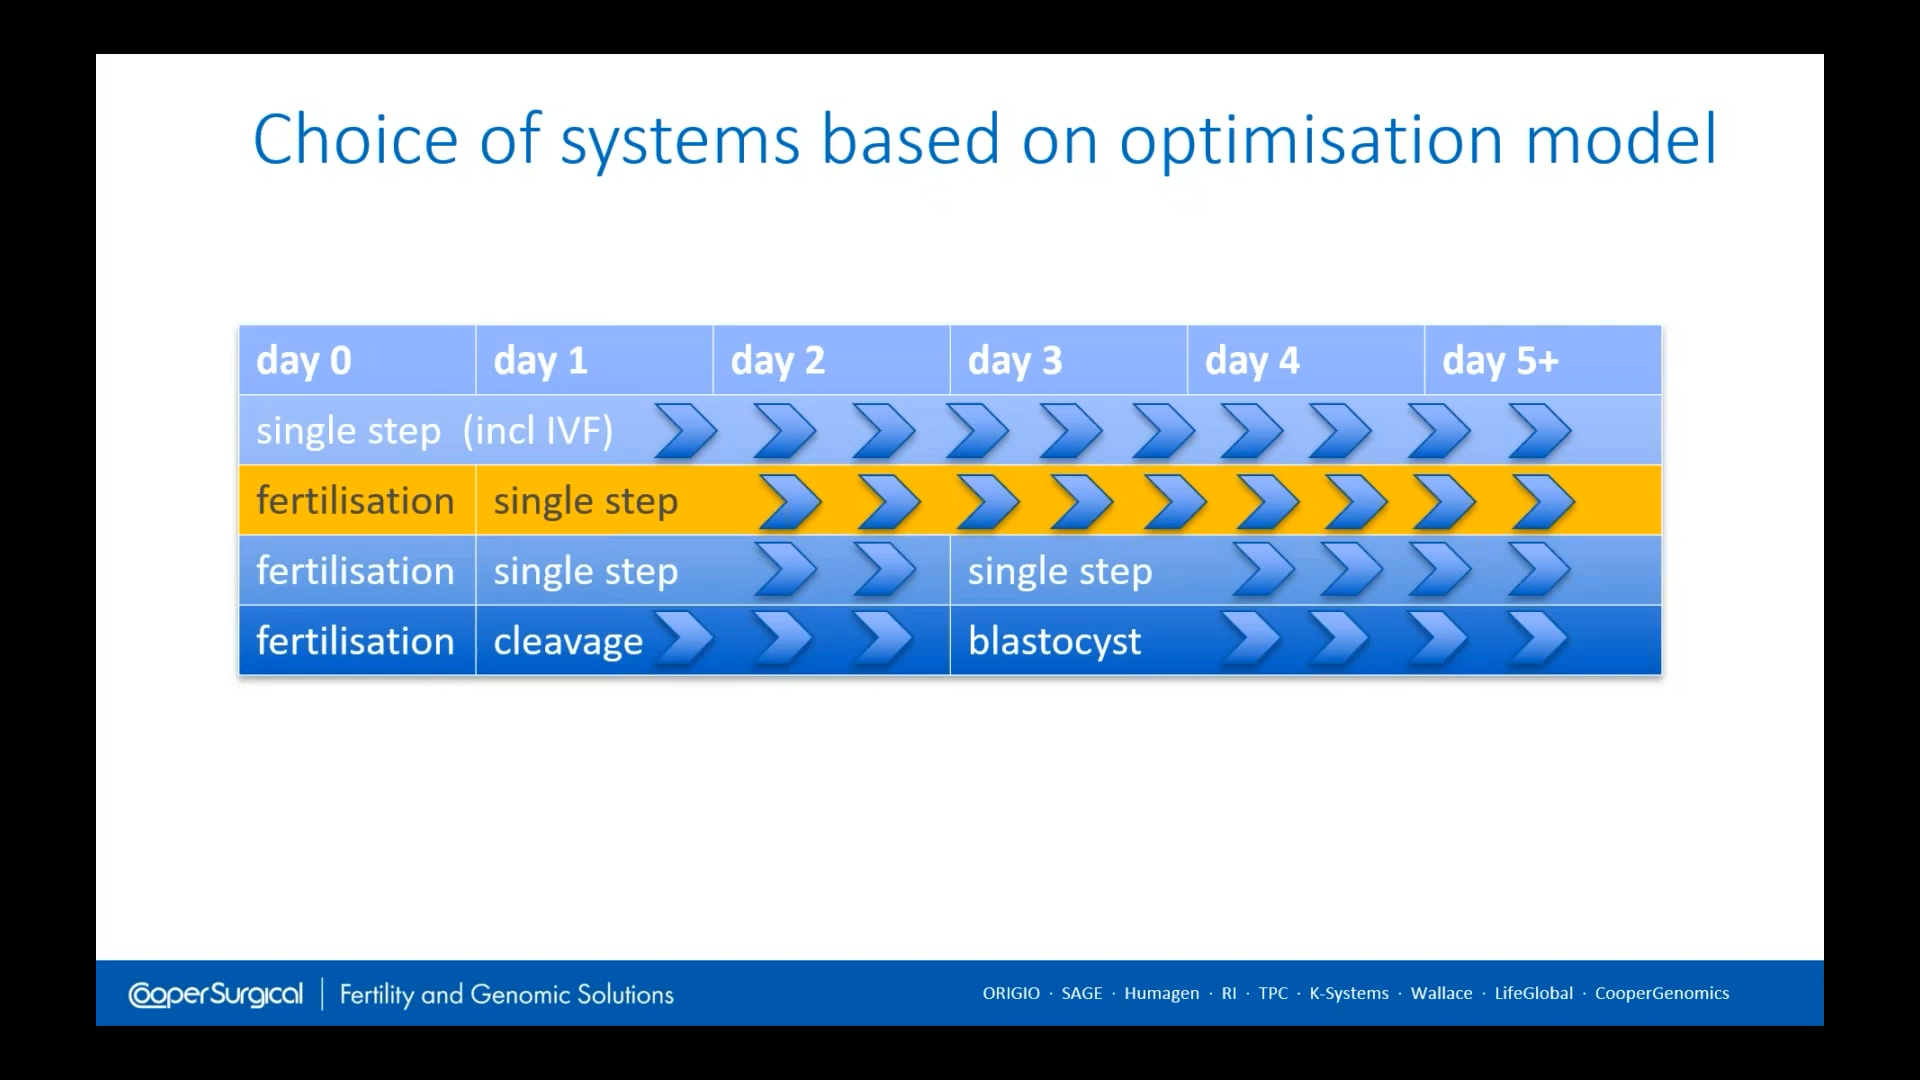 Choice of systems based on optimisation model
day 0 day 1 day 2 day 3 day 4 day 5+
single step (incl IVF)
fertilisation single step
fertilisation single step single step
fertilisation cleavage blastocyst
CooperSurgical | Fertility and Genomic Solutions
ORIGIO · SAGE · Humagen · RI · TPC · K-Systems · Wallace · LifeGlobal · CooperGenomics